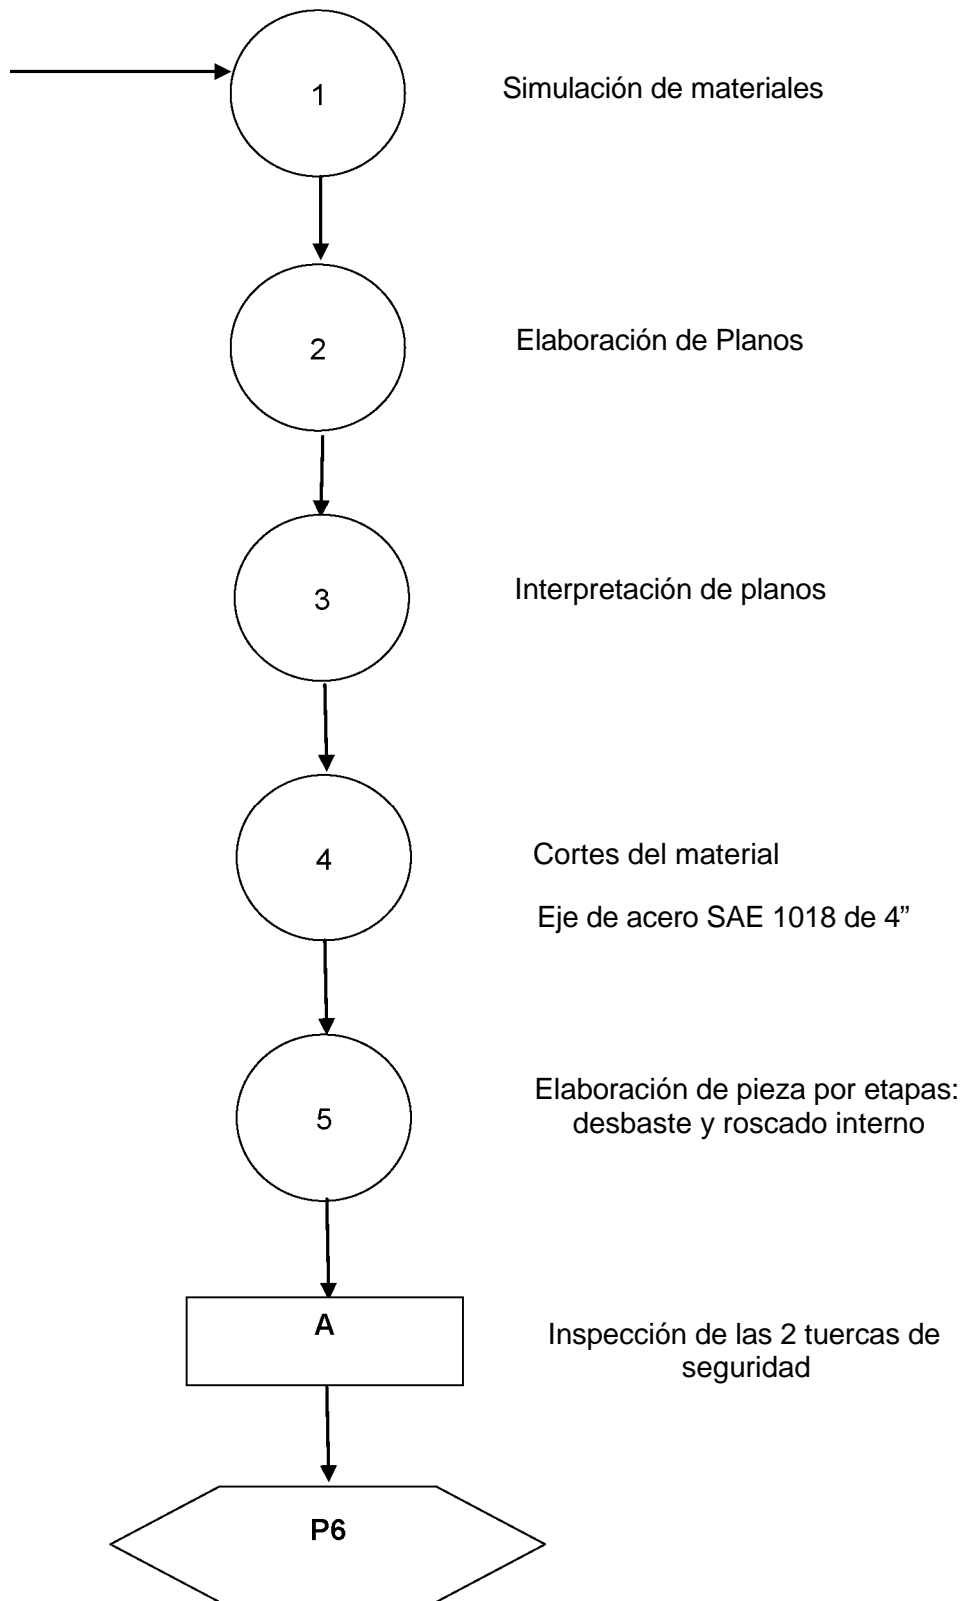 1
Simulación de materiales
2
Elaboración de Planos
3
Interpretación de planos
4
Cortes del material
Eje de acero SAE 1018 de 4”
5
Elaboración de pieza por etapas:
desbaste y roscado interno
A
Inspección de las 2 tuercas de
seguridad
P6